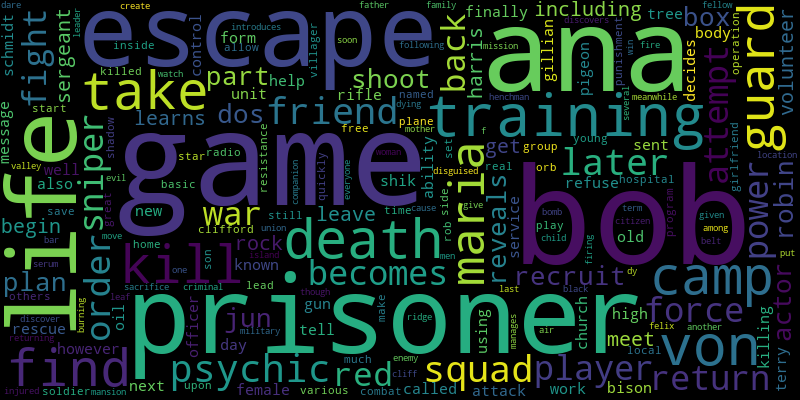 dare create father family fellow
introduces leader
schmidt fight sergeant escape inside form control allow villager soon following back including finally tree box guard
killed watch help harris ana gillian pigeon body volunteer
take part shoot decides punishment win fire discovers operation
mission henchman meanwhile several
message start learns unit rifle named dying sent attempt
dos friend plane training
life sniper shadow game star radio resistance free mother f group young
valley well basic companion quickly everyone shik ability set disguised get real orb later girlfriend location
also evil new woman maria refuse hospital power robin
save great war leave time cause give bob program
begin clifford still rob side reveals service bomb play term given among
bar move home rock union men child citizen belt put
order kill son death old camp
plan serum known island becomes recruit firing dy force actor
others sacrifice one criminal lead though gun last black
discover oil leaf prisoner using church high
rescue burning officer jun tell make ridge air felix another meet von
returning however day military much enemy manages local killing
find psychic red squad player return
injured soldier mansion next upon female various combat cliff called attack work bison terry